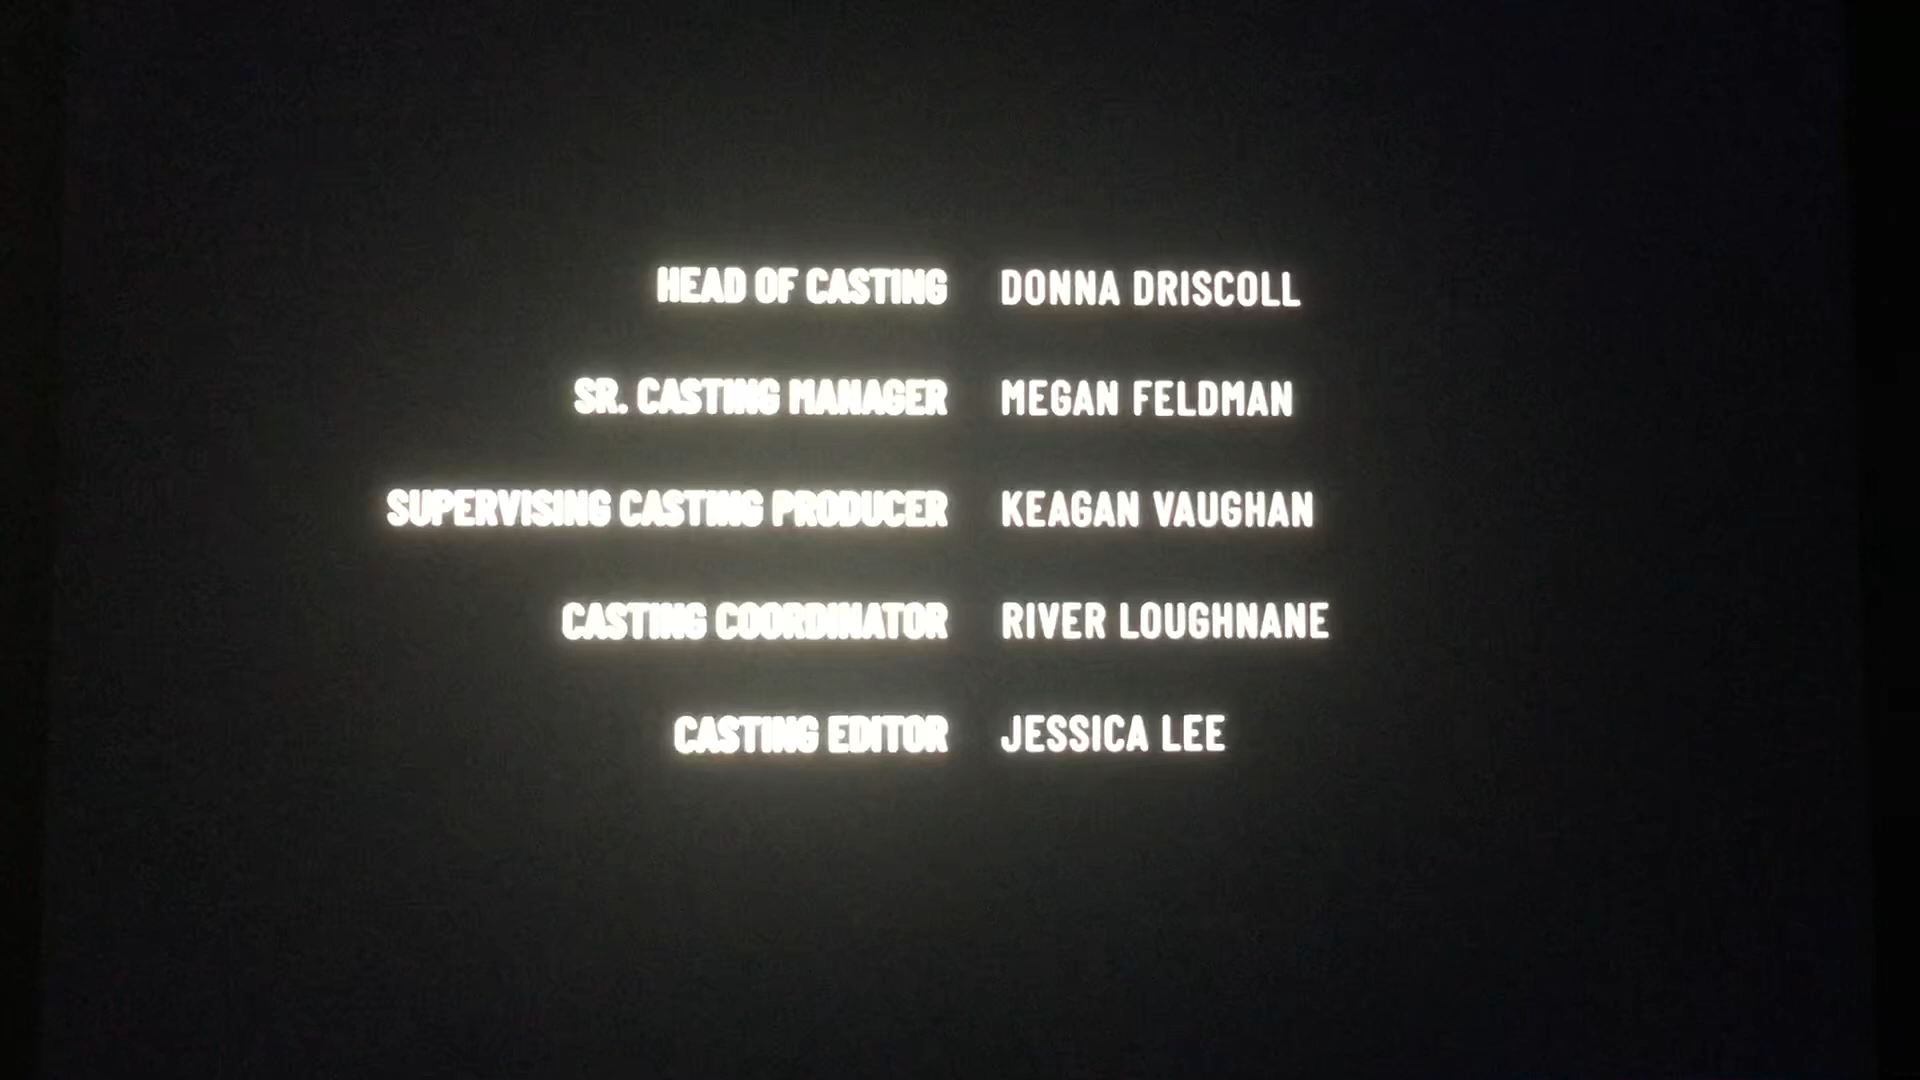 HEAD OF CASTING DONNA DRISCOLL
SR. CASTING MANAGER MEGAN FELDMAN
SUPERVISING CASTING PRODUCER KEAGAN VAUGHAN
CASTING COORDINATOR RIVER LOUGHNANE
CASTING EDITOR JESSICA LEE